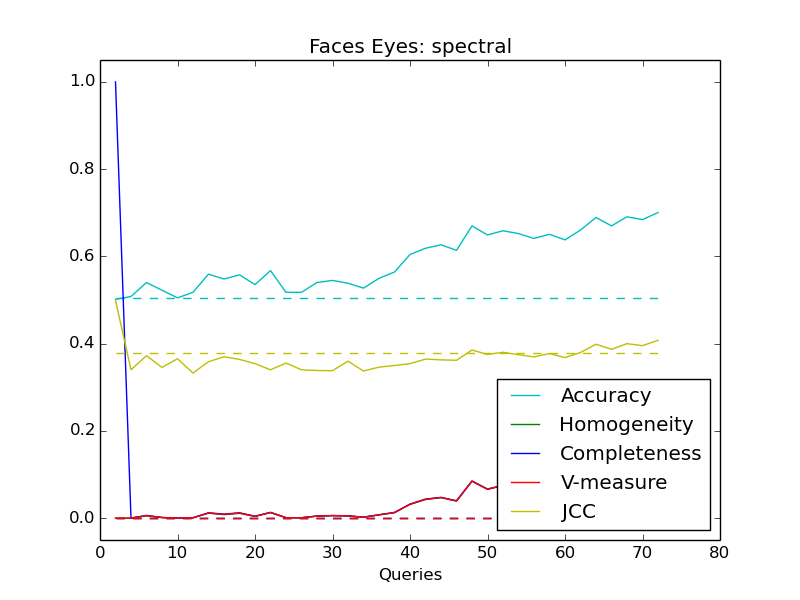 Faces Eyes: spectral
1.0
0.8
0.6
0.4
0.2
0.0
Accuracy
Homogeneity
Completeness
V-measure
JCC
0 10 20 30 40 50 60 70 80
Queries